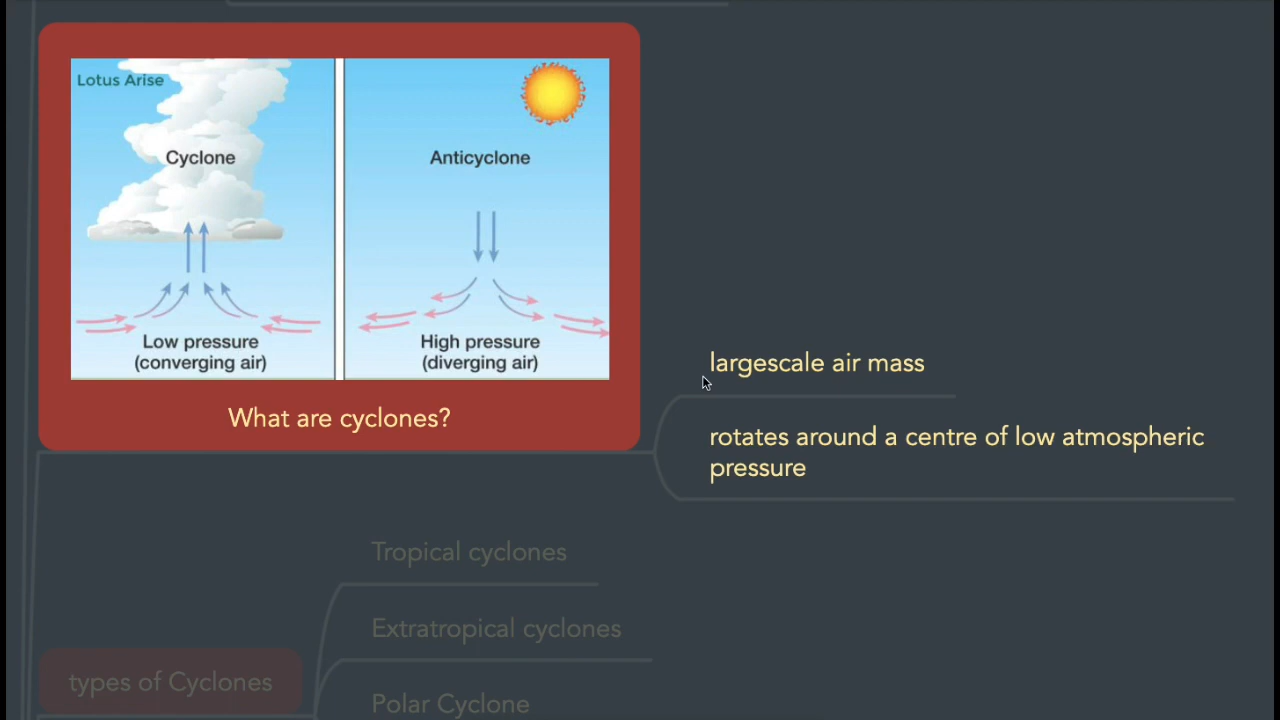 Lotus Arise
Cyclone
Low pressure
(converging air)
Anticyclone
High pressure
(diverging air)
What are cyclones?
largescale air mass
rotates around a centre of low atmospheric
pressure
types of Cyclones
Tropical cyclones
Extratropical cyclones
Polar Cyclone